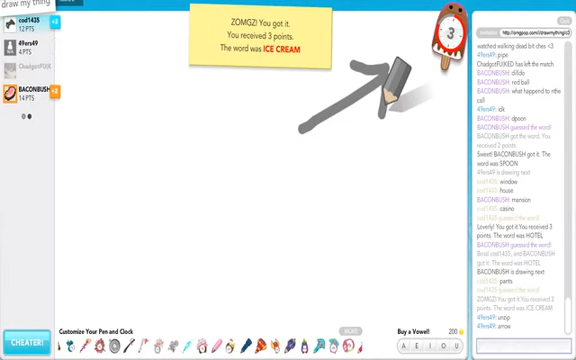 draw my thing
cod1435
12 PTS
+3
49ers49
4 PTS
BACONBUSH
14 PTS
+2
CHEATER!
ZOMGZ! You got it.
You received 3 points.
The word was ICE CREAM
3
Customize Your Pen and Clock
Buy a Vowel!
200
A E I O U
watched walking dead bit ches <3
49ers49: pipe
has left the match.
BACONBUSH: dilldo
BACONBUSH: red ball
BACONBUSH: what happend to nthe
call
49ers49: idk
BACONBUSH: dpoon
BACONBUSH guessed the word!
BACONBUSH got the word. You
received 2 points.
Sweet! BACONBUSH got it. The
word was SPOON
49ers49 is drawing next
cod1435: window
cod1435: house
BACONBUSH: mansion
cod1435: casino
cod1435 guessed the word!
Loverly! You got it. You received 3
points. The word was HOTEL
BACONBUSH guessed the word!
Boss! cod1435, and BACONBUSH
got it. The word was HOTEL
BACONBUSH is drawing next
cod1435: pants
cod1435 guessed the word!
ZOMGZ! You got it. You received 3
points. The word was ICE CREAM
49ers49: unzip
49ers49: arrow